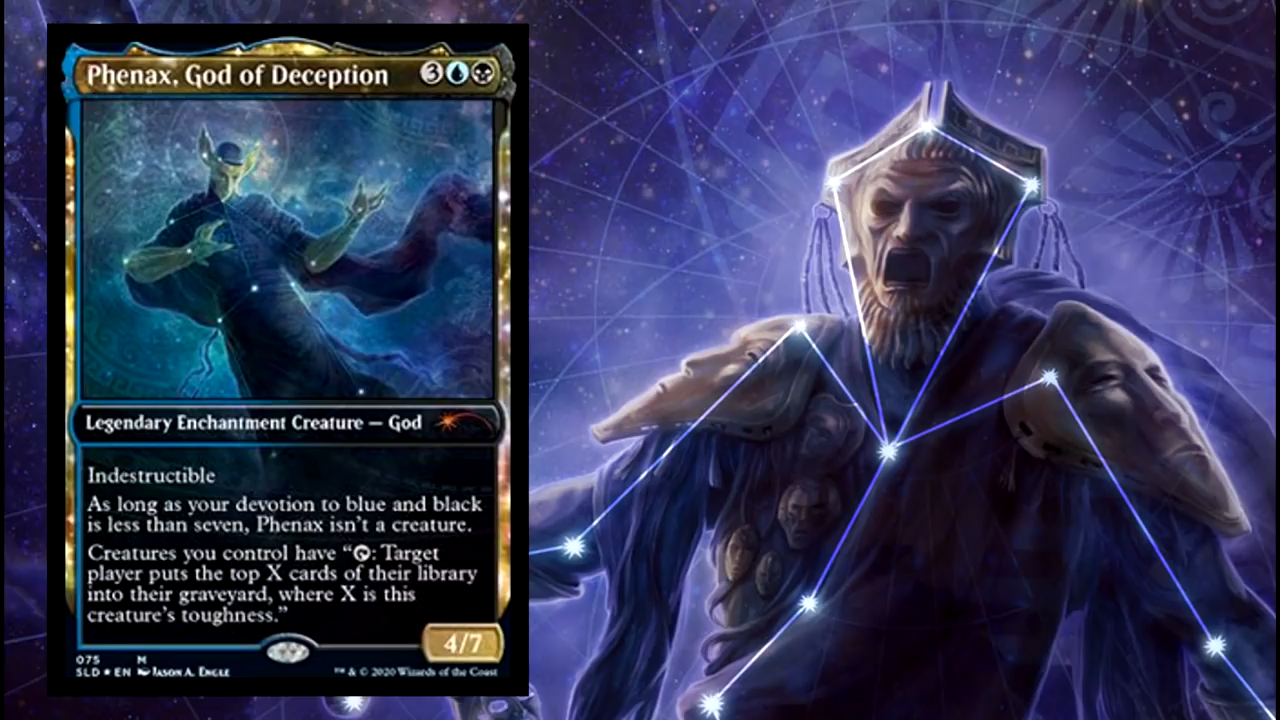 Phenax, God of Deception 3
Legendary Enchantment Creature — God
Indestructible
As long as your devotion to blue and black
is less than seven, Phenax isn't a creature.
Creatures you control have “: Target
player puts the top X cards of their library
into their graveyard, where X is this
creature's toughness.”
4/7
075 M
SLD ★ EN Jason A. Engle ™ & © 2020 Wizards of the Coast